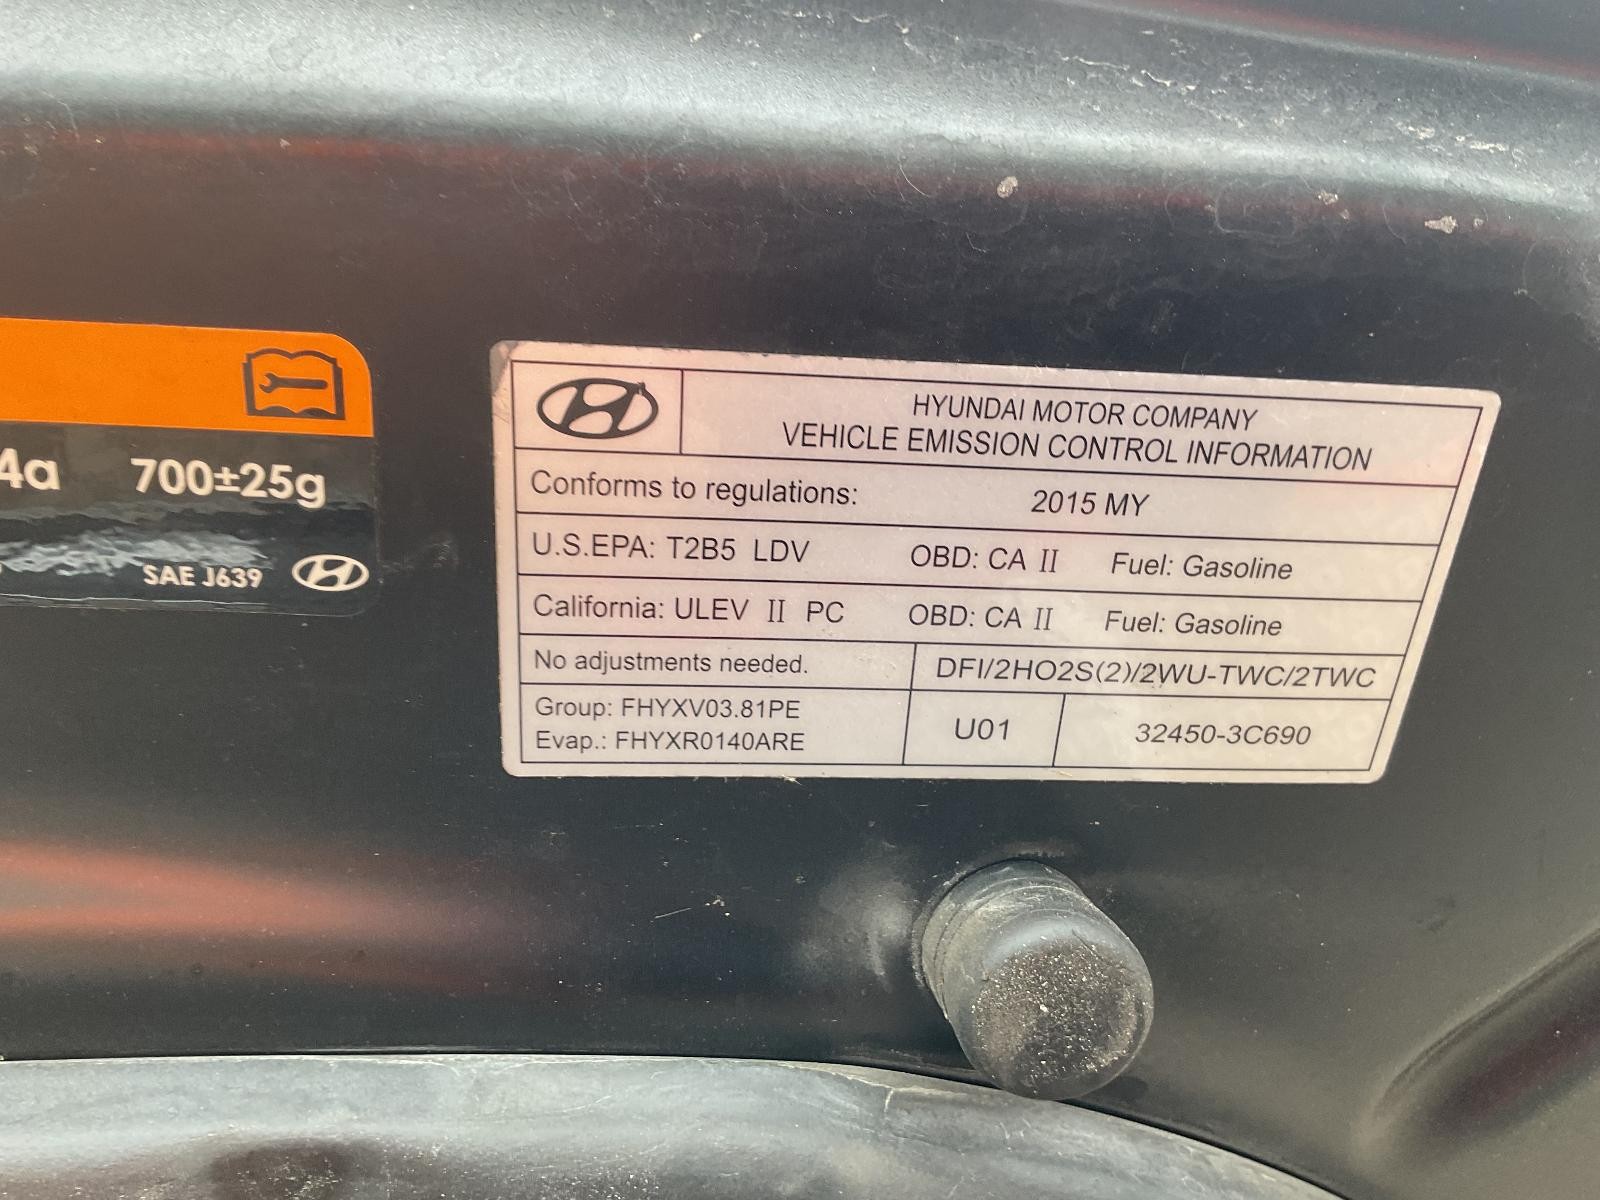 4a 700±25g
SAE J639
HYUNDAI MOTOR COMPANY
VEHICLE EMISSION CONTROL INFORMATION
Conforms to regulations: 2015 MY
U.S.EPA: T2B5 LDV OBD: CA II Fuel: Gasoline
California: ULEV II PC OBD: CA II Fuel: Gasoline
No adjustments needed. DFI/2HO2S(2)/2WU-TWC/2TWC
Group: FHYXV03.81PE
Evap.: FHYXR0140ARE
U01 32450-3C690